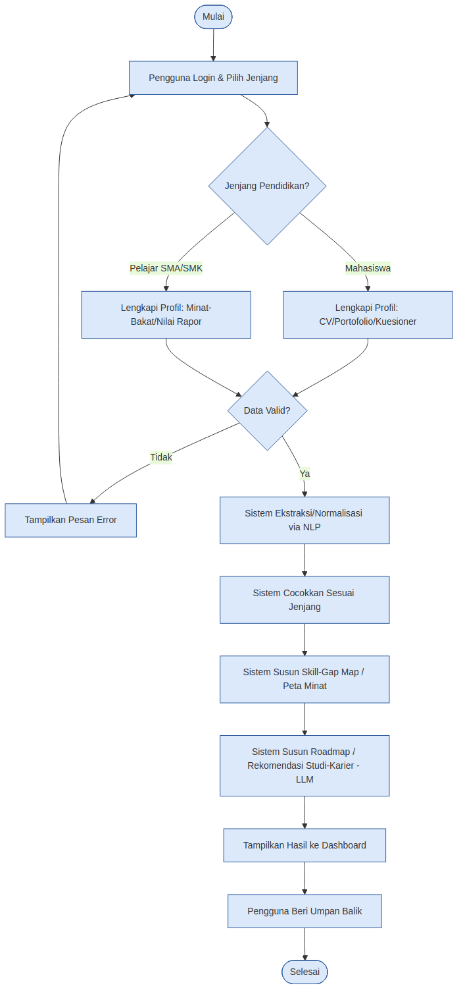 Mulai
Pengguna Login & Pilih Jenjang
Jenjang Pendidikan?
Pelajar SMA/SMK
Mahasiswa
Lengkapi Profil: Minat-
Bakat/Nilai Rapor
Lengkapi Profil:
CV/Portofolio/Kuesioner
Data Valid?
Tidak
Ya
Tampilkan Pesan Error
Sistem Ekstraksi/Normalisasi
via NLP
Sistem Cocokkan Sesuai
Jenjang
Sistem Susun Skill-Gap Map /
Peta Minat
Sistem Susun Roadmap /
Rekomendasi Studi-Karier -
LLM
Tampilkan Hasil ke Dashboard
Pengguna Beri Umpan Balik
Selesai